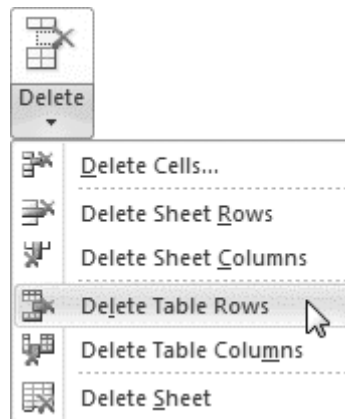 Delete
Delete Cells...
Delete Sheet Rows
Delete Sheet Columns
Delete Table Rows
Delete Table Columns
Delete Sheet